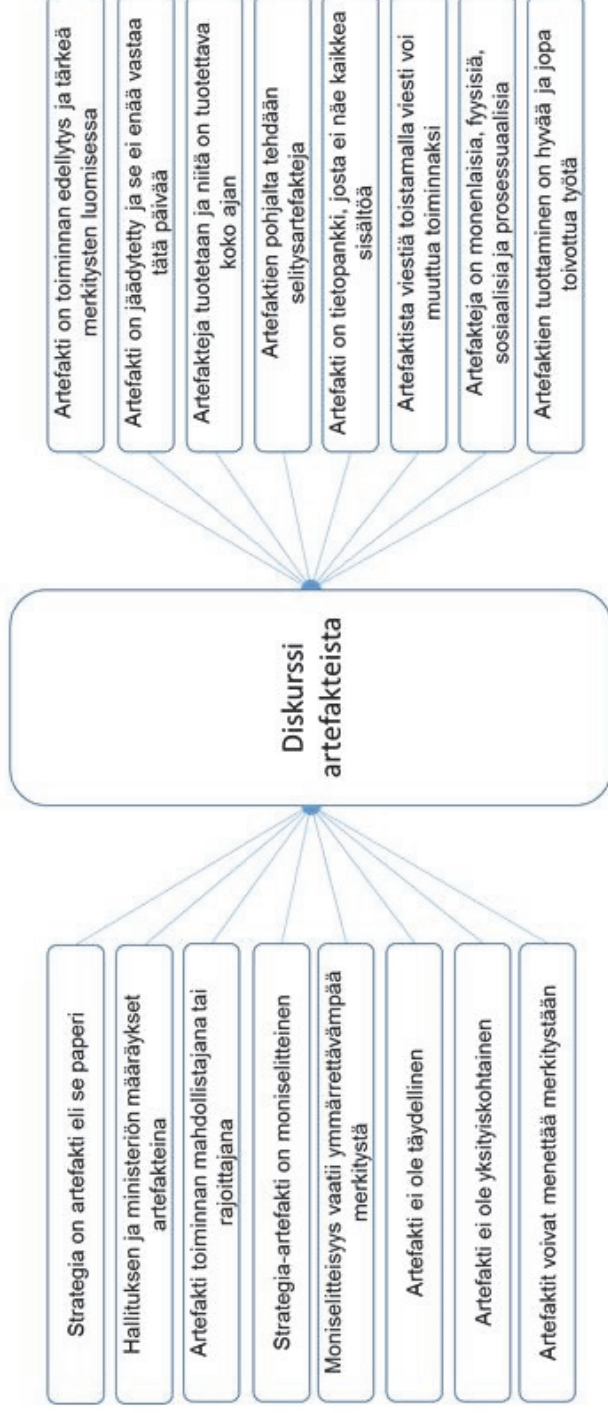 Strategia on artefakti eli se paperi
Hallituksen ja ministeriön määräykset
artefakteina
Artefakti toiminnan mahdollistajana tai
rajoittajana
Strategia-artefakti on moniselitteinen
Moniselitteisyys vaatii ymmärrettävämpää
merkitystä
Artefakti ei ole täydellinen
Artefakti ei ole yksityiskohtainen
Artefaktit voivat menettää merkitystään
Diskurssi
artefakteista
Artefakti on toiminnan edellytys ja tärkeä
merkitysten luomisessa
Artefakti on jäädytetty ja se ei enää vastaa
tätä päivää
Artefakteja tuotetaan ja niitä on tuotettava
koko ajan
Artefaktien pohjalta tehdään
selitysartefakteja
Artefakti on tietopankki, josta ei näe kaikkea
sisältöä
Artefaktista viestiä toistamalla viesti voi
muuttua toiminnaksi
Artefakteja on monenlaisia, fyysisiä,
sosiaalisia ja prosessuaalisia
Artefaktien tuottaminen on hyvää ja jopa
toivottua työtä